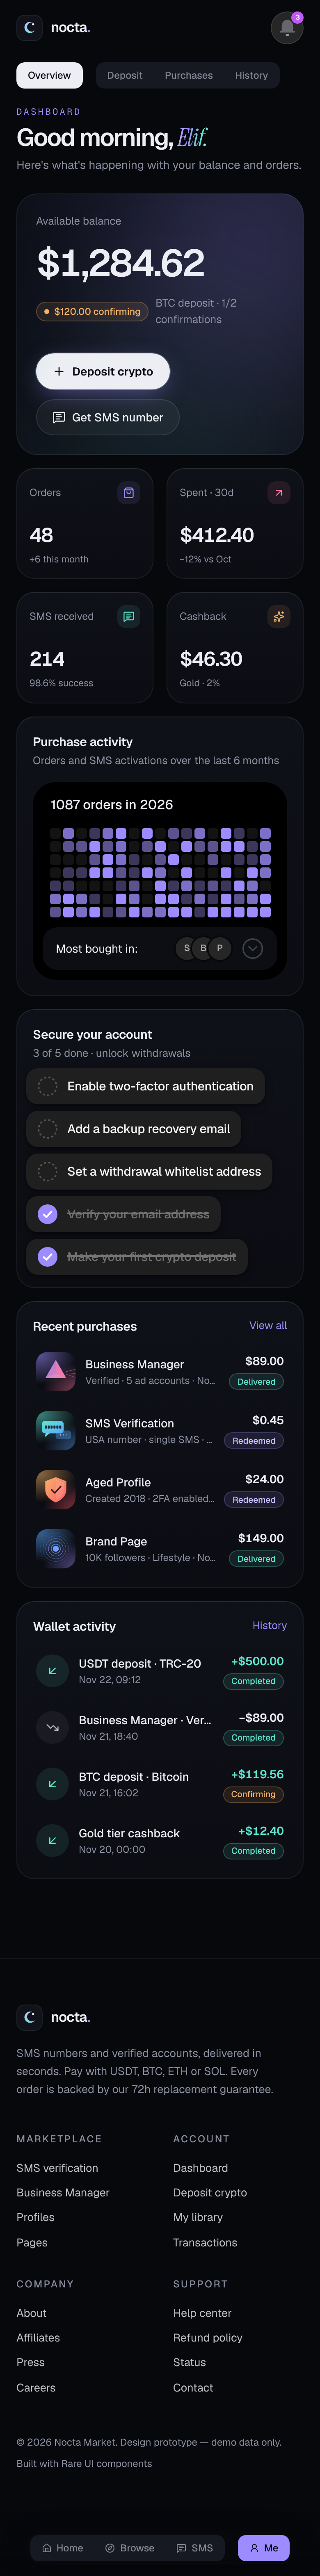 nocta.
3
Overview
Deposit
Purchases
History
DASHBOARD
Good morning, Elif.
Here's what's happening with your balance and orders.
Available balance
$1,284.62
$120.00 confirming
BTC deposit · 1/2
confirmations
Deposit crypto
Get SMS number
Orders
48
+6 this month
Spent · 30d
$412.40
−12% vs Oct
SMS received
214
98.6% success
Cashback
$46.30
Gold · 2%
Purchase activity
Orders and SMS activations over the last 6 months
1087 orders in 2026
Most bought in:
S
B
P
Secure your account
3 of 5 done · unlock withdrawals
Enable two-factor authentication
Add a backup recovery email
Set a withdrawal whitelist address
Verify your email address
Make your first crypto deposit
Recent purchases
View all
Business Manager
Verified · 5 ad accounts · No...
$89.00
Delivered
SMS Verification
USA number · single SMS · ...
$0.45
Redeemed
Aged Profile
Created 2018 · 2FA enabled...
$24.00
Redeemed
Brand Page
10K followers · Lifestyle · No...
$149.00
Delivered
Wallet activity
History
USDT deposit · TRC-20
Nov 22, 09:12
+$500.00
Completed
Business Manager · Ver...
Nov 21, 18:40
−$89.00
Completed
BTC deposit · Bitcoin
Nov 21, 16:02
+$119.56
Confirming
Gold tier cashback
Nov 20, 00:00
+$12.40
Completed
nocta.
SMS numbers and verified accounts, delivered in
seconds. Pay with USDT, BTC, ETH or SOL. Every
order is backed by our 72h replacement guarantee.
MARKETPLACE
SMS verification
Business Manager
Profiles
Pages
ACCOUNT
Dashboard
Deposit crypto
My library
Transactions
COMPANY
About
Affiliates
Press
Careers
SUPPORT
Help center
Refund policy
Status
Contact
© 2026 Nocta Market. Design prototype — demo data only.
Built with Rare UI components
Home
Browse
SMS
Me